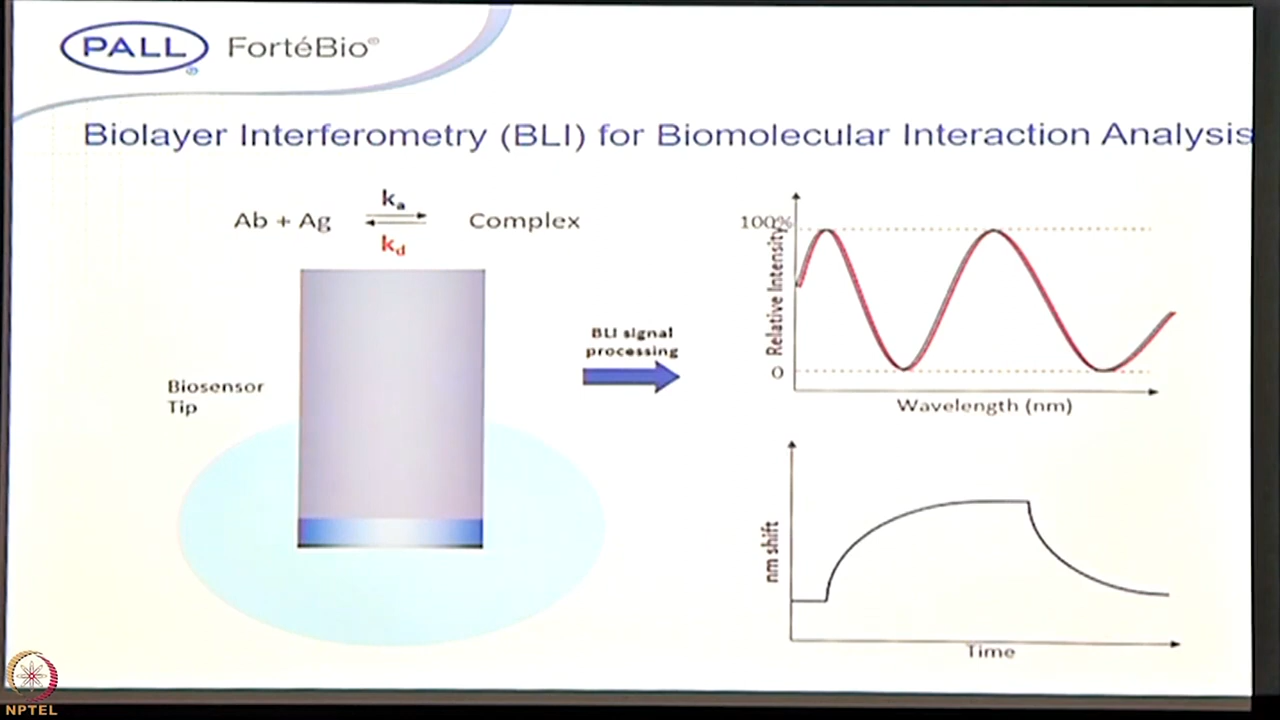 PALL FortéBio®
®
Biolayer Interferometry (BLI) for Biomolecular Interaction Analysis
ka
Ab + Ag Complex
kd
Biosensor
Tip
BLI signal
processing
100%
Relative Intensity
0
Wavelength (nm)
nm shift
Time
NPTEL